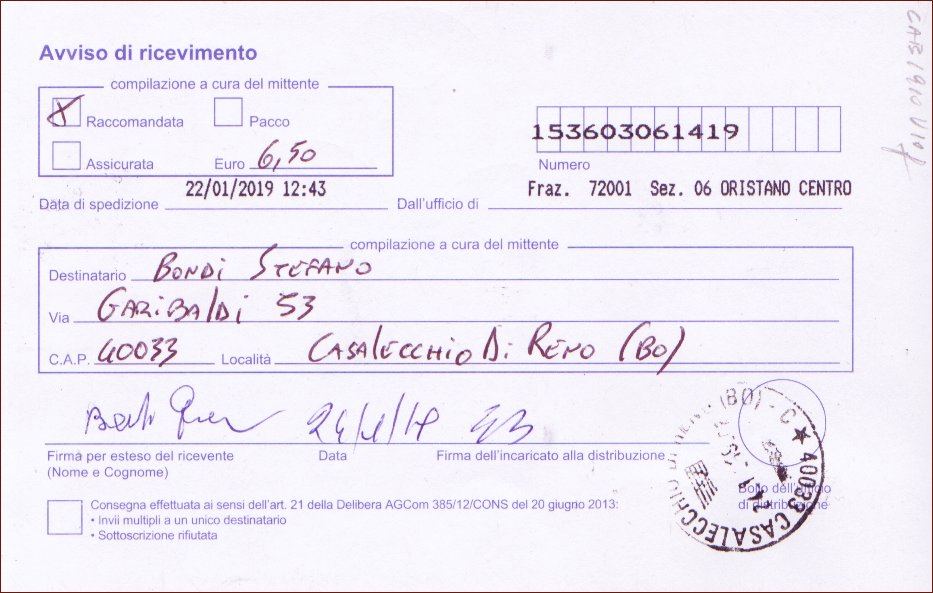 Avviso di ricevimento
compilazione a cura del mittente
X Raccomandata Pacco
Assicurata Euro 6,50
153603061419
Numero
22/01/2019 12:43
Data di spedizione
Fraz. 72001 Sez. 06 ORISTANO CENTRO
Dall'ufficio di
compilazione a cura del mittente
Destinatario BONDI STEFANO
Via GARIBALDI 53
C.A.P. 40033 Località CASALECCHIO DI RENO (BO)
Firma per esteso del ricevente
(Nome e Cognome)
Data
Firma dell'incaricato alla distribuzione
Bollo dell'ufficio
di distribuzione
40033 CASALECCHIO DI RENO (BO) - C
Consegna effettuata ai sensi dell'art. 21 della Delibera AGCom 385/12/CONS del 20 giugno 2013:
• Invii multipli a un unico destinatario
• Sottoscrizione rifiutata